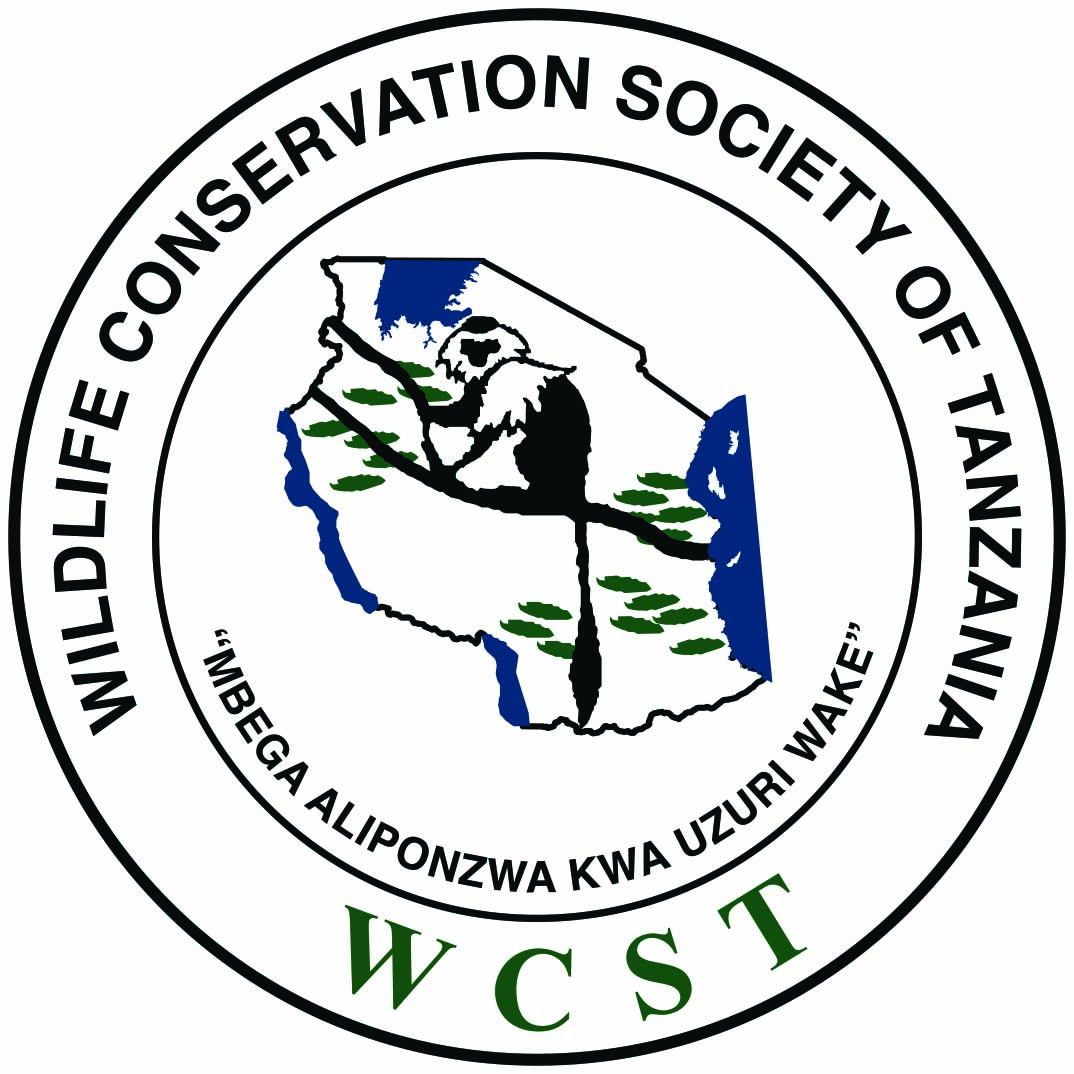 WILDLIFE CONSERVATION SOCIETY OF TANZANIA
“MBEGA ALIPONZWA KWA UZURI WAKE”
WCST